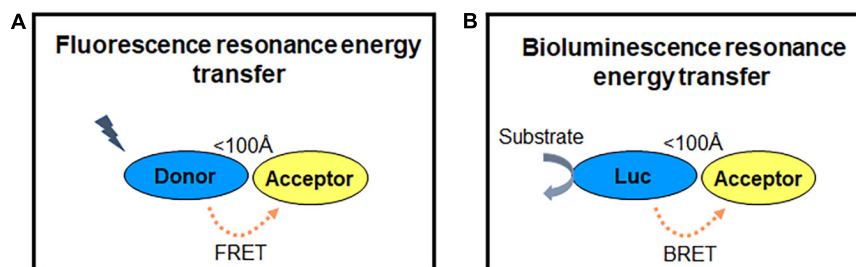 A
Fluorescence resonance energy
transfer
<100Å
Donor
Acceptor
FRET
B
Bioluminescence resonance
energy transfer
Substrate
<100Å
Luc
Acceptor
BRET